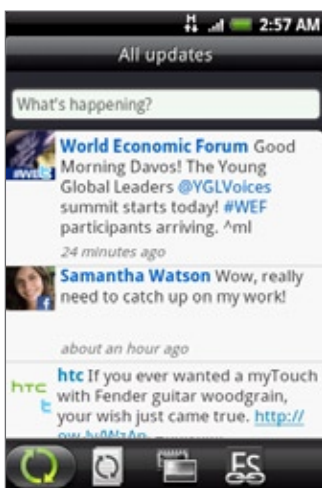 H 2:57 AM
All updates
What's happening?
World Economic Forum Good
Morning Davos! The Young
Global Leaders @YGLVoices
summit starts today! #WEF
participants arriving. ^ml
24 minutes ago
Samantha Watson Wow, really
need to catch up on my work!
about an hour ago
htc If you ever wanted a myTouch
with Fender guitar woodgrain,
your wish just came true. http://
FS